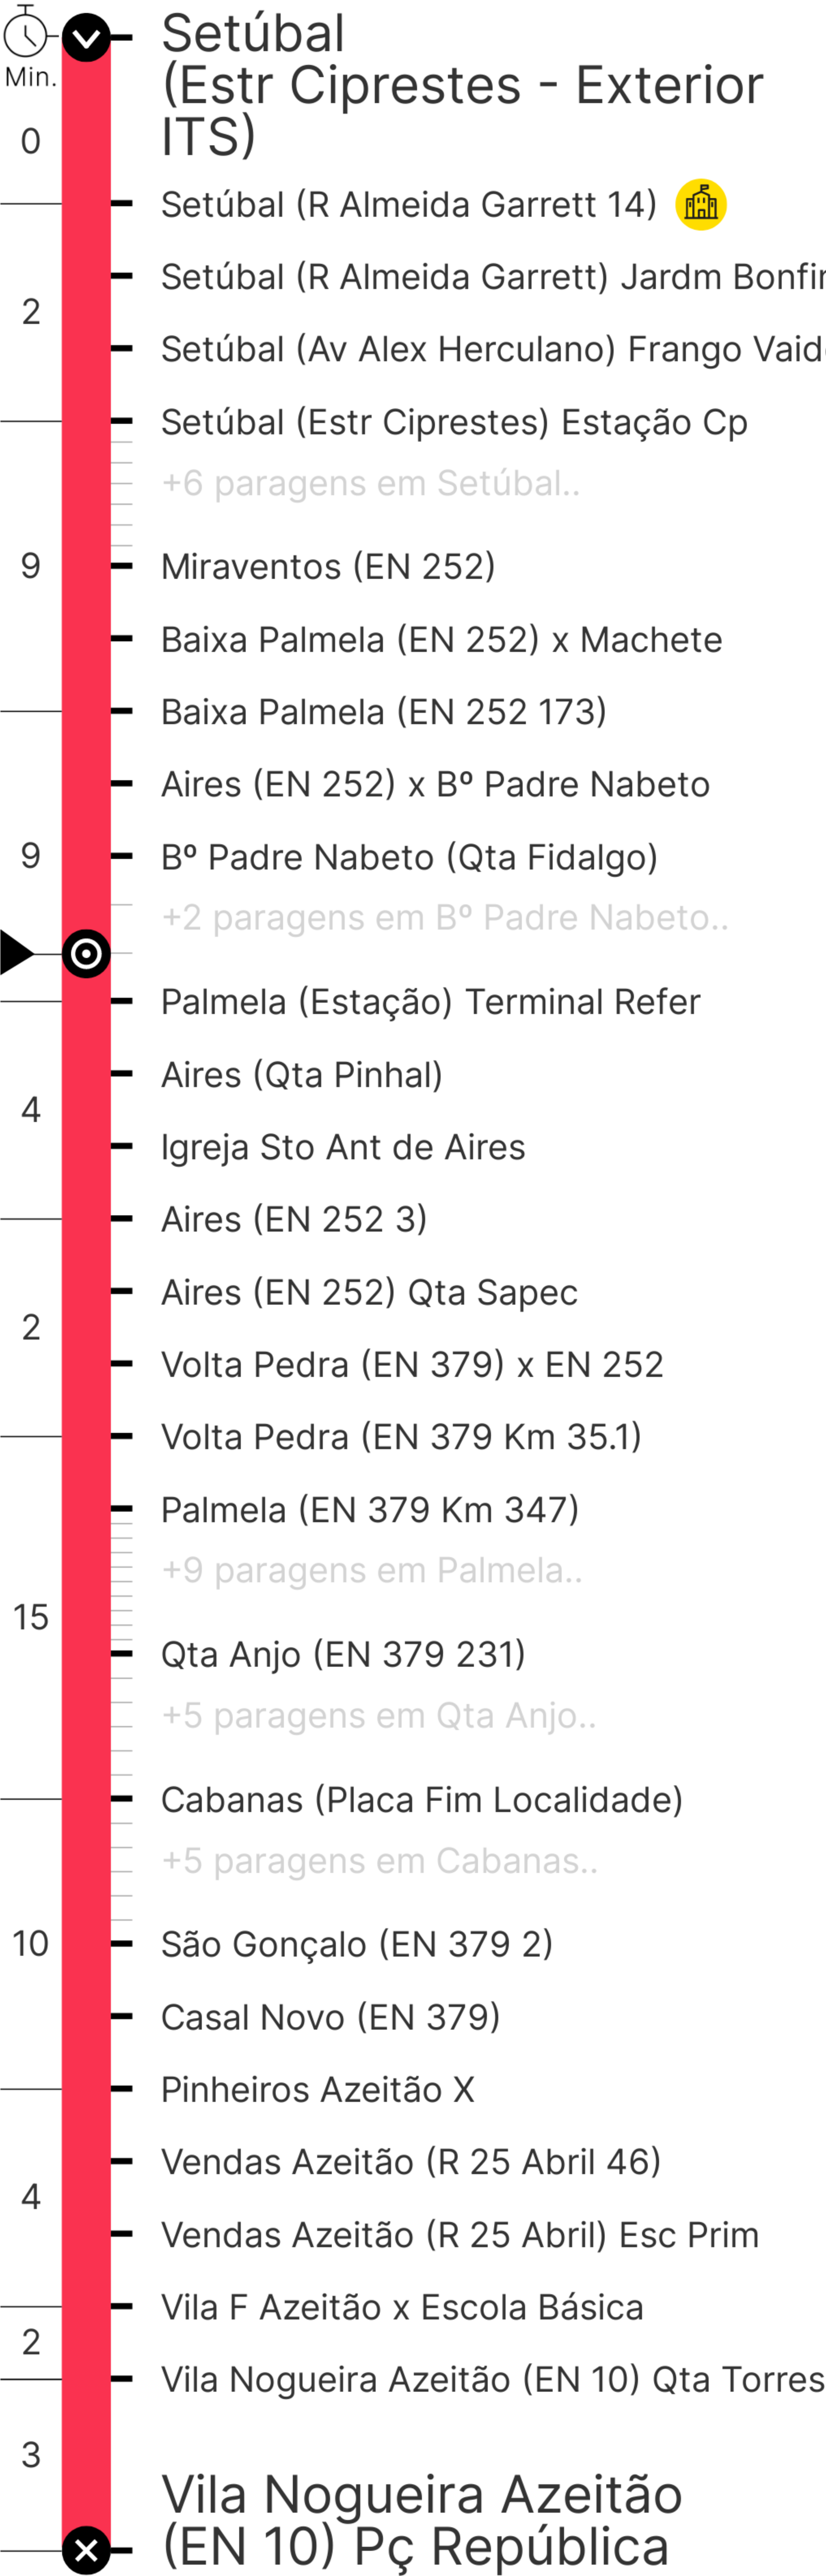 Setúbal
(Estr Ciprestes - Exterior
ITS)
Min.
0
Setúbal (R Almeida Garrett 14)
Setúbal (R Almeida Garrett) Jardm
2
Setúbal (Av Alex Herculano) Frango
Setúbal (Estr Ciprestes) Estação Cp
+6 paragens em Setúbal..
9
Miraventos (EN 252)
Baixa Palmela (EN 252) x Machete
Baixa Palmela (EN 252 173)
Aires (EN 252) x Bº Padre Nabeto
9
Bº Padre Nabeto (Qta Fidalgo)
+2 paragens em Bº Padre Nabeto..
Palmela (Estação) Terminal Refer
Aires (Qta Pinhal)
4
Igreja Sto Ant de Aires
Aires (EN 252 3)
Aires (EN 252) Qta Sapec
2
Volta Pedra (EN 379) x EN 252
Volta Pedra (EN 379 Km 35.1)
Palmela (EN 379 Km 347)
+9 paragens em Palmela..
15
Qta Anjo (EN 379 231)
+5 paragens em Qta Anjo..
Cabanas (Placa Fim Localidade)
+5 paragens em Cabanas..
10
São Gonçalo (EN 379 2)
Casal Novo (EN 379)
Pinheiros Azeitão X
Vendas Azeitão (R 25 Abril 46)
4
Vendas Azeitão (R 25 Abril) Esc Prim
Vila F Azeitão x Escola Básica
2
Vila Nogueira Azeitão (EN 10) Qta Torres
3
Vila Nogueira Azeitão
(EN 10) Pç República